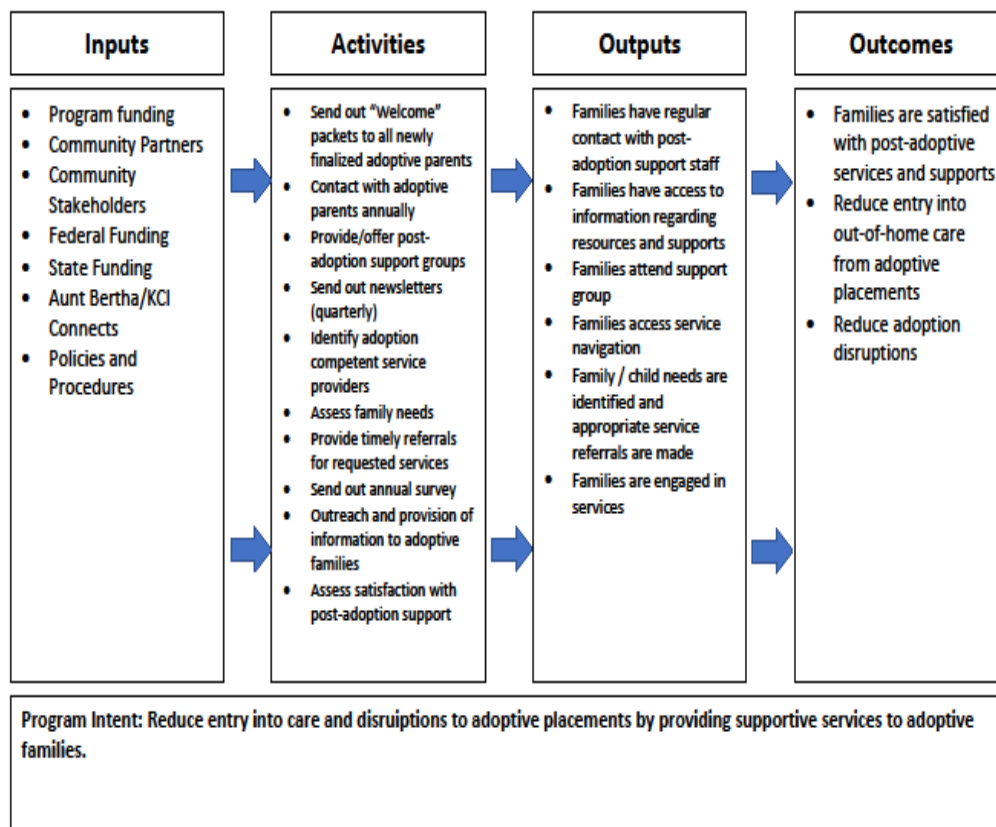 Inputs
Activities
Outputs
Outcomes
• Program funding
• Community Partners
• Community
Stakeholders
• Federal Funding
• State Funding
• Aunt Bertha/KCI
Connects
• Policies and
Procedures
• Send out “Welcome”
packets to all newly
finalized adoptive parents
• Contact with adoptive
parents annually
• Provide/offer post-
adoption support groups
• Send out newsletters
(quarterly)
• Identify adoption
competent service
providers
• Assess family needs
• Provide timely referrals
for requested services
• Send out annual survey
• Outreach and provision of
information to adoptive
families
• Assess satisfaction with
post-adoption support
• Families have regular
contact with post-
adoption support staff
• Families have access to
information regarding
resources and supports
• Families attend support
group
• Families access service
navigation
• Family / child needs are
identified and
appropriate service
referrals are made
• Families are engaged in
services
• Families are satisfied
with post-adoptive
services and supports
• Reduce entry into
out-of-home care
from adoptive
placements
• Reduce adoption
disruptions
Program Intent: Reduce entry into care and disruiptions to adoptive placements by providing supportive services to adoptive
families.